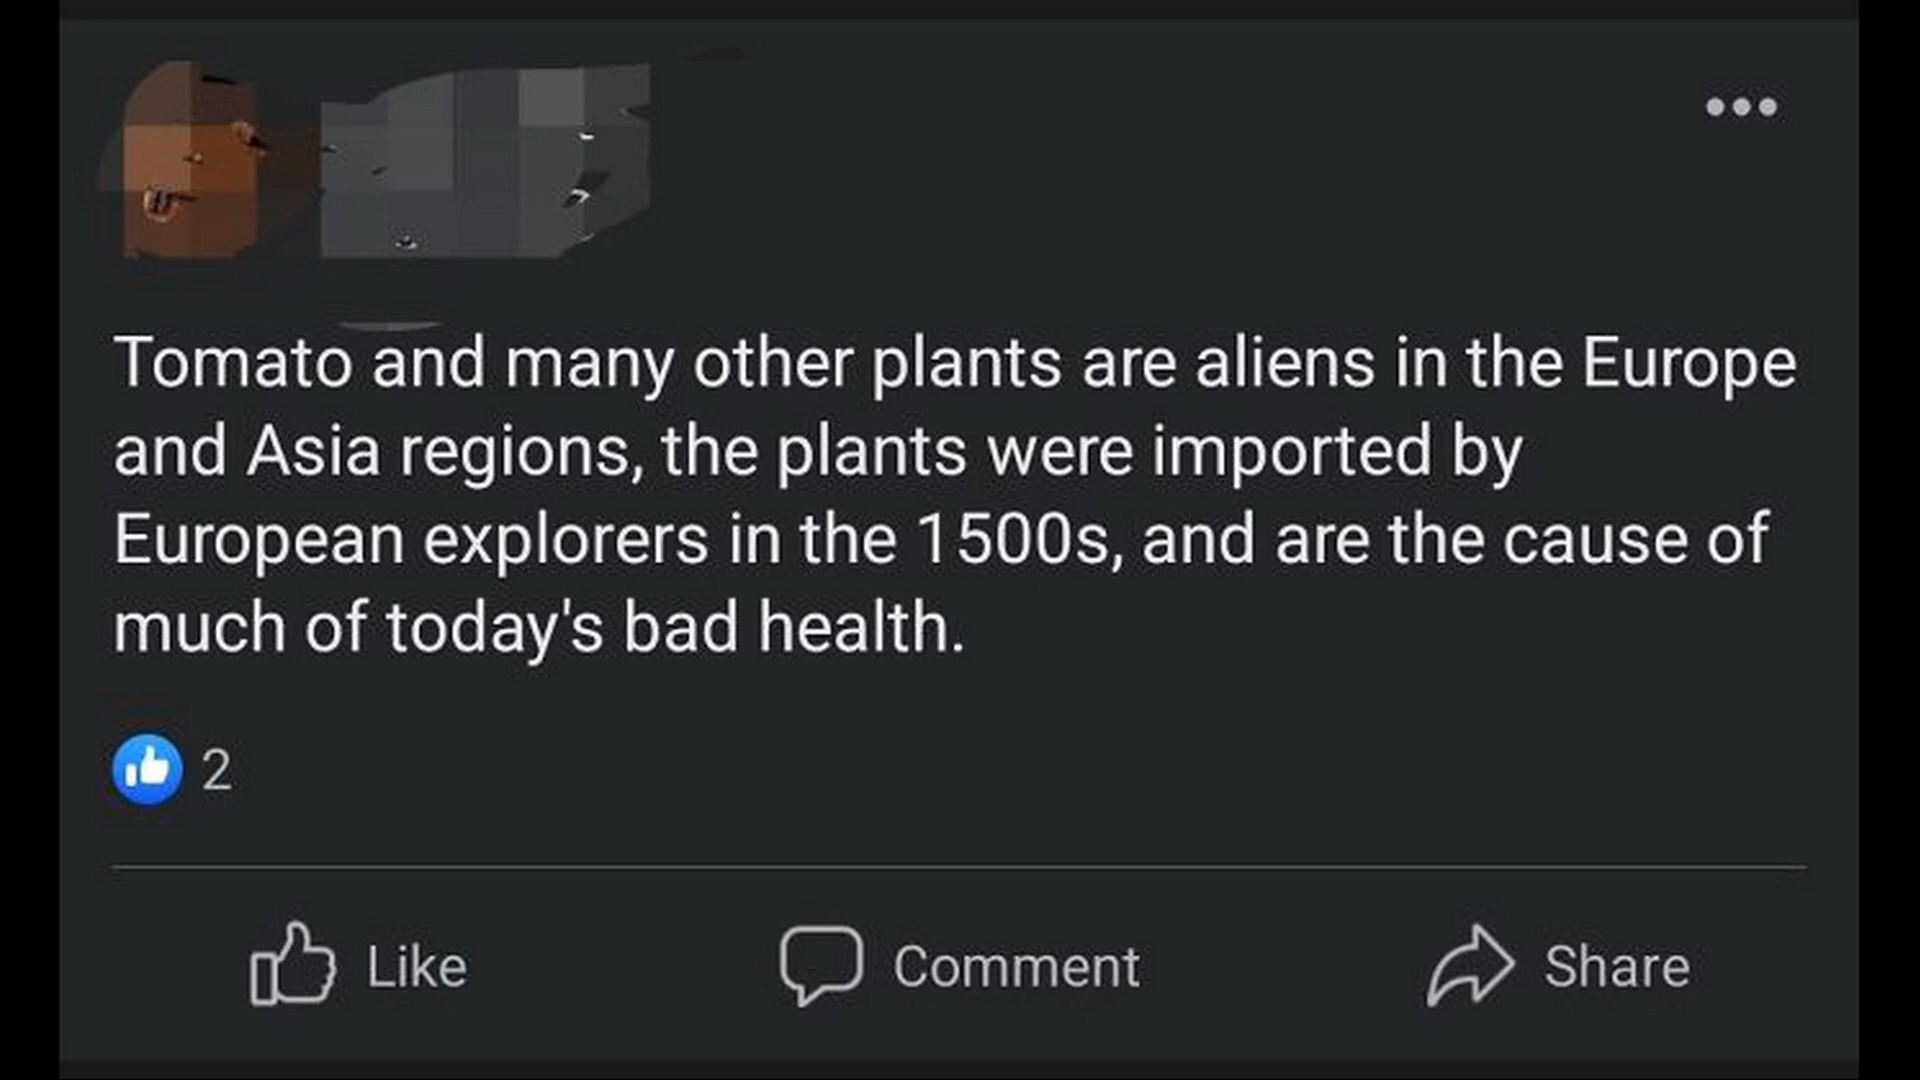 Tomato and many other plants are aliens in the Europe
and Asia regions, the plants were imported by
European explorers in the 1500s, and are the cause of
much of today's bad health.
2
Like Comment Share